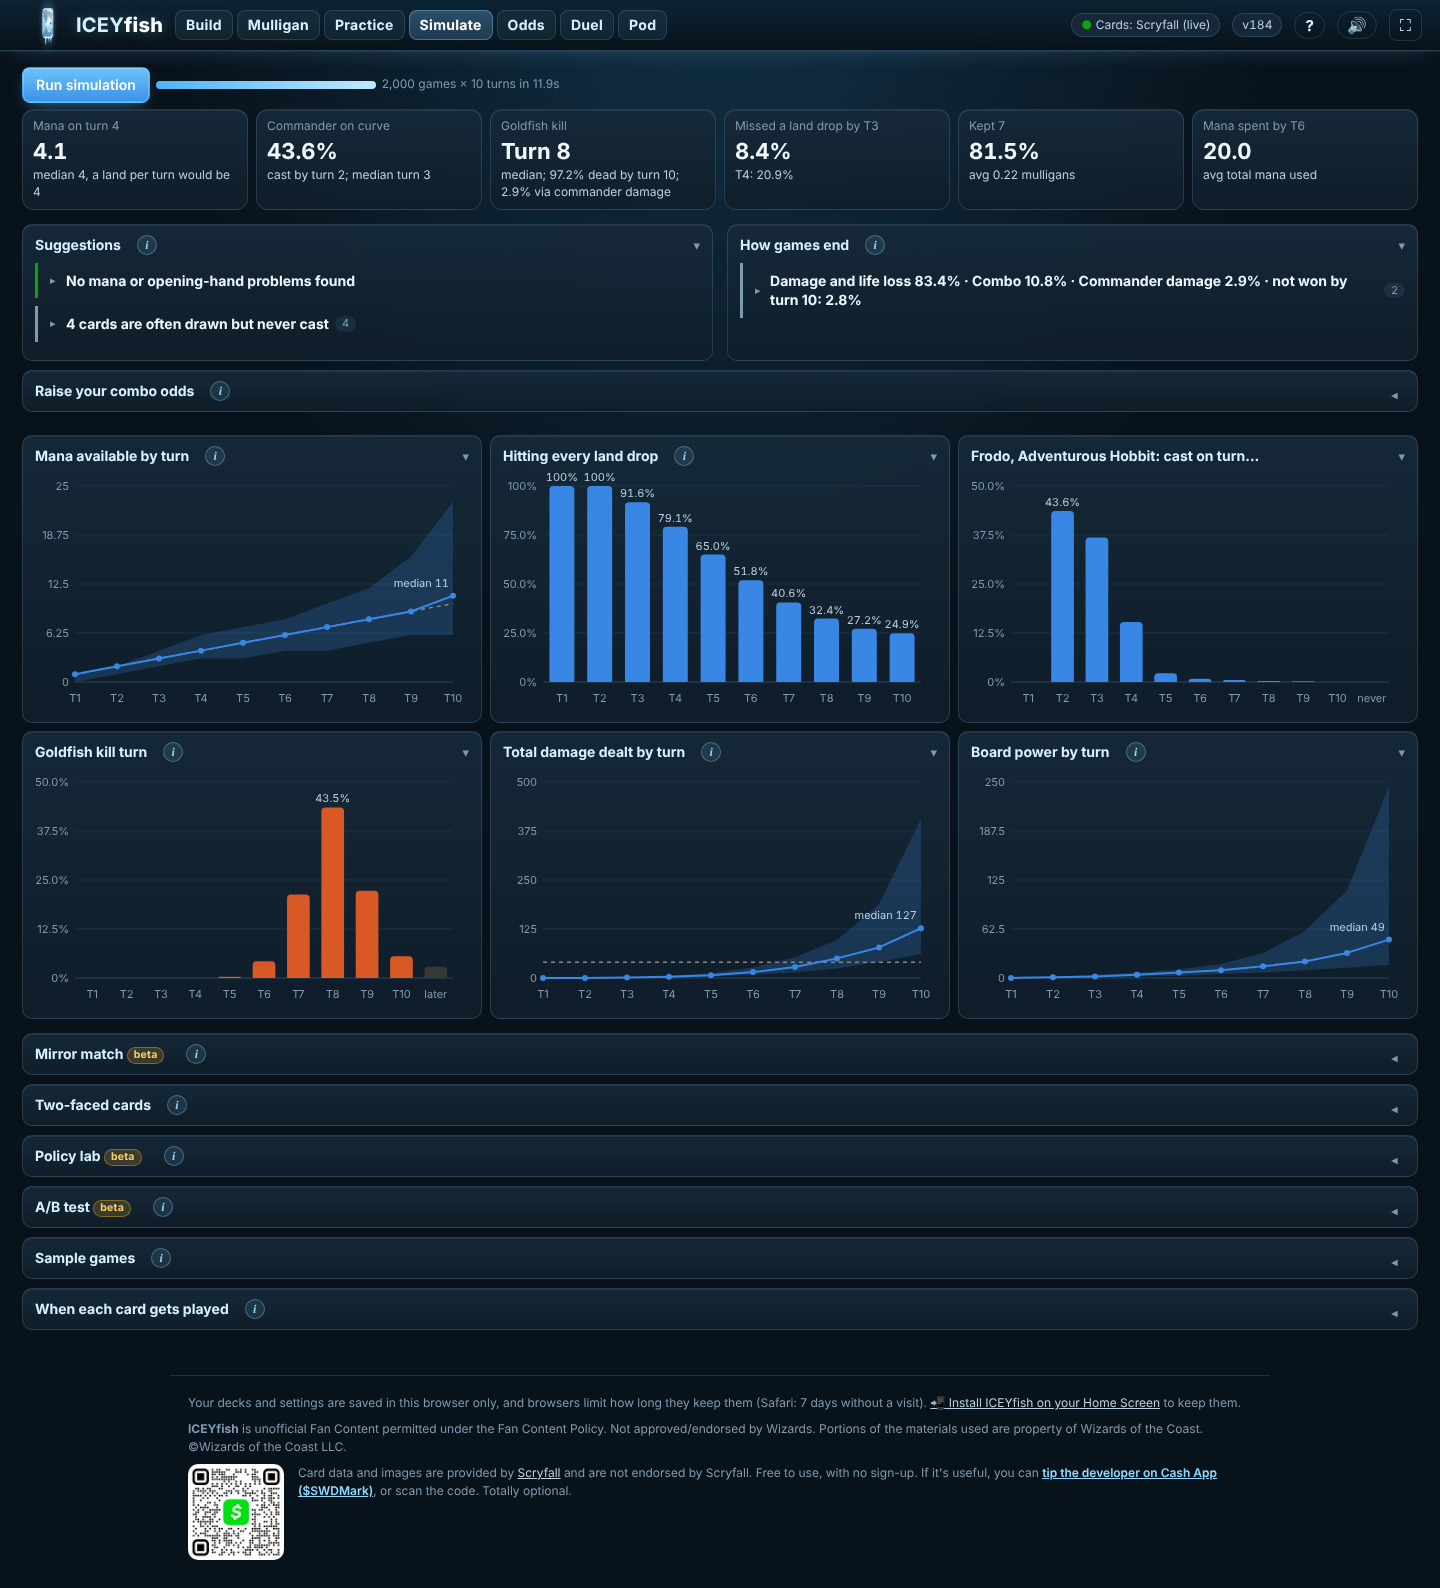 ICEYfish Build Mulligan Practice Simulate Odds Duel Pod Cards: Scryfall (live) v184 ?
Run simulation 2,000 games × 10 turns in 11.9s
Mana on turn 4
4.1
median 4, a land per turn would be
4
Commander on curve
43.6%
cast by turn 2; median turn 3
Goldfish kill
Turn 8
median; 97.2% dead by turn 10;
2.9% via commander damage
Missed a land drop by T3
8.4%
T4: 20.9%
Kept 7
81.5%
avg 0.22 mulligans
Mana spent by T6
20.0
avg total mana used
Suggestions i
No mana or opening-hand problems found
4 cards are often drawn but never cast 4
How games end i
Damage and life loss 83.4% · Combo 10.8% · Commander damage 2.9% · not won by
turn 10: 2.8%
2
Raise your combo odds i
Mana available by turn i
25
18.75
12.5
6.25
0
median 11
T1 T2 T3 T4 T5 T6 T7 T8 T9 T10
Hitting every land drop i
100%
75.0%
50.0%
25.0%
0%
100% 100% 91.6% 79.1% 65.0% 51.8% 40.6% 32.4% 27.2% 24.9%
T1 T2 T3 T4 T5 T6 T7 T8 T9 T10
Frodo, Adventurous Hobbit: cast on turn...
50.0%
37.5%
25.0%
12.5%
0%
43.6%
T1 T2 T3 T4 T5 T6 T7 T8 T9 T10 never
Goldfish kill turn i
50.0%
37.5%
25.0%
12.5%
0%
43.5%
T1 T2 T3 T4 T5 T6 T7 T8 T9 T10 later
Total damage dealt by turn i
500
375
250
125
0
median 127
T1 T2 T3 T4 T5 T6 T7 T8 T9 T10
Board power by turn i
250
187.5
125
62.5
0
median 49
T1 T2 T3 T4 T5 T6 T7 T8 T9 T10
Mirror match beta i
Two-faced cards i
Policy lab beta i
A/B test beta i
Sample games i
When each card gets played i
Your decks and settings are saved in this browser only, and browsers limit how long they keep them (Safari: 7 days without a visit). 📲 Install ICEYfish on your Home Screen to keep them.
ICEYfish is unofficial Fan Content permitted under the Fan Content Policy. Not approved/endorsed by Wizards. Portions of the materials used are property of Wizards of the Coast.
©Wizards of the Coast LLC.
Card data and images are provided by Scryfall and are not endorsed by Scryfall. Free to use, with no sign-up. If it's useful, you can tip the developer on Cash App
($SWDMark), or scan the code. Totally optional.
$